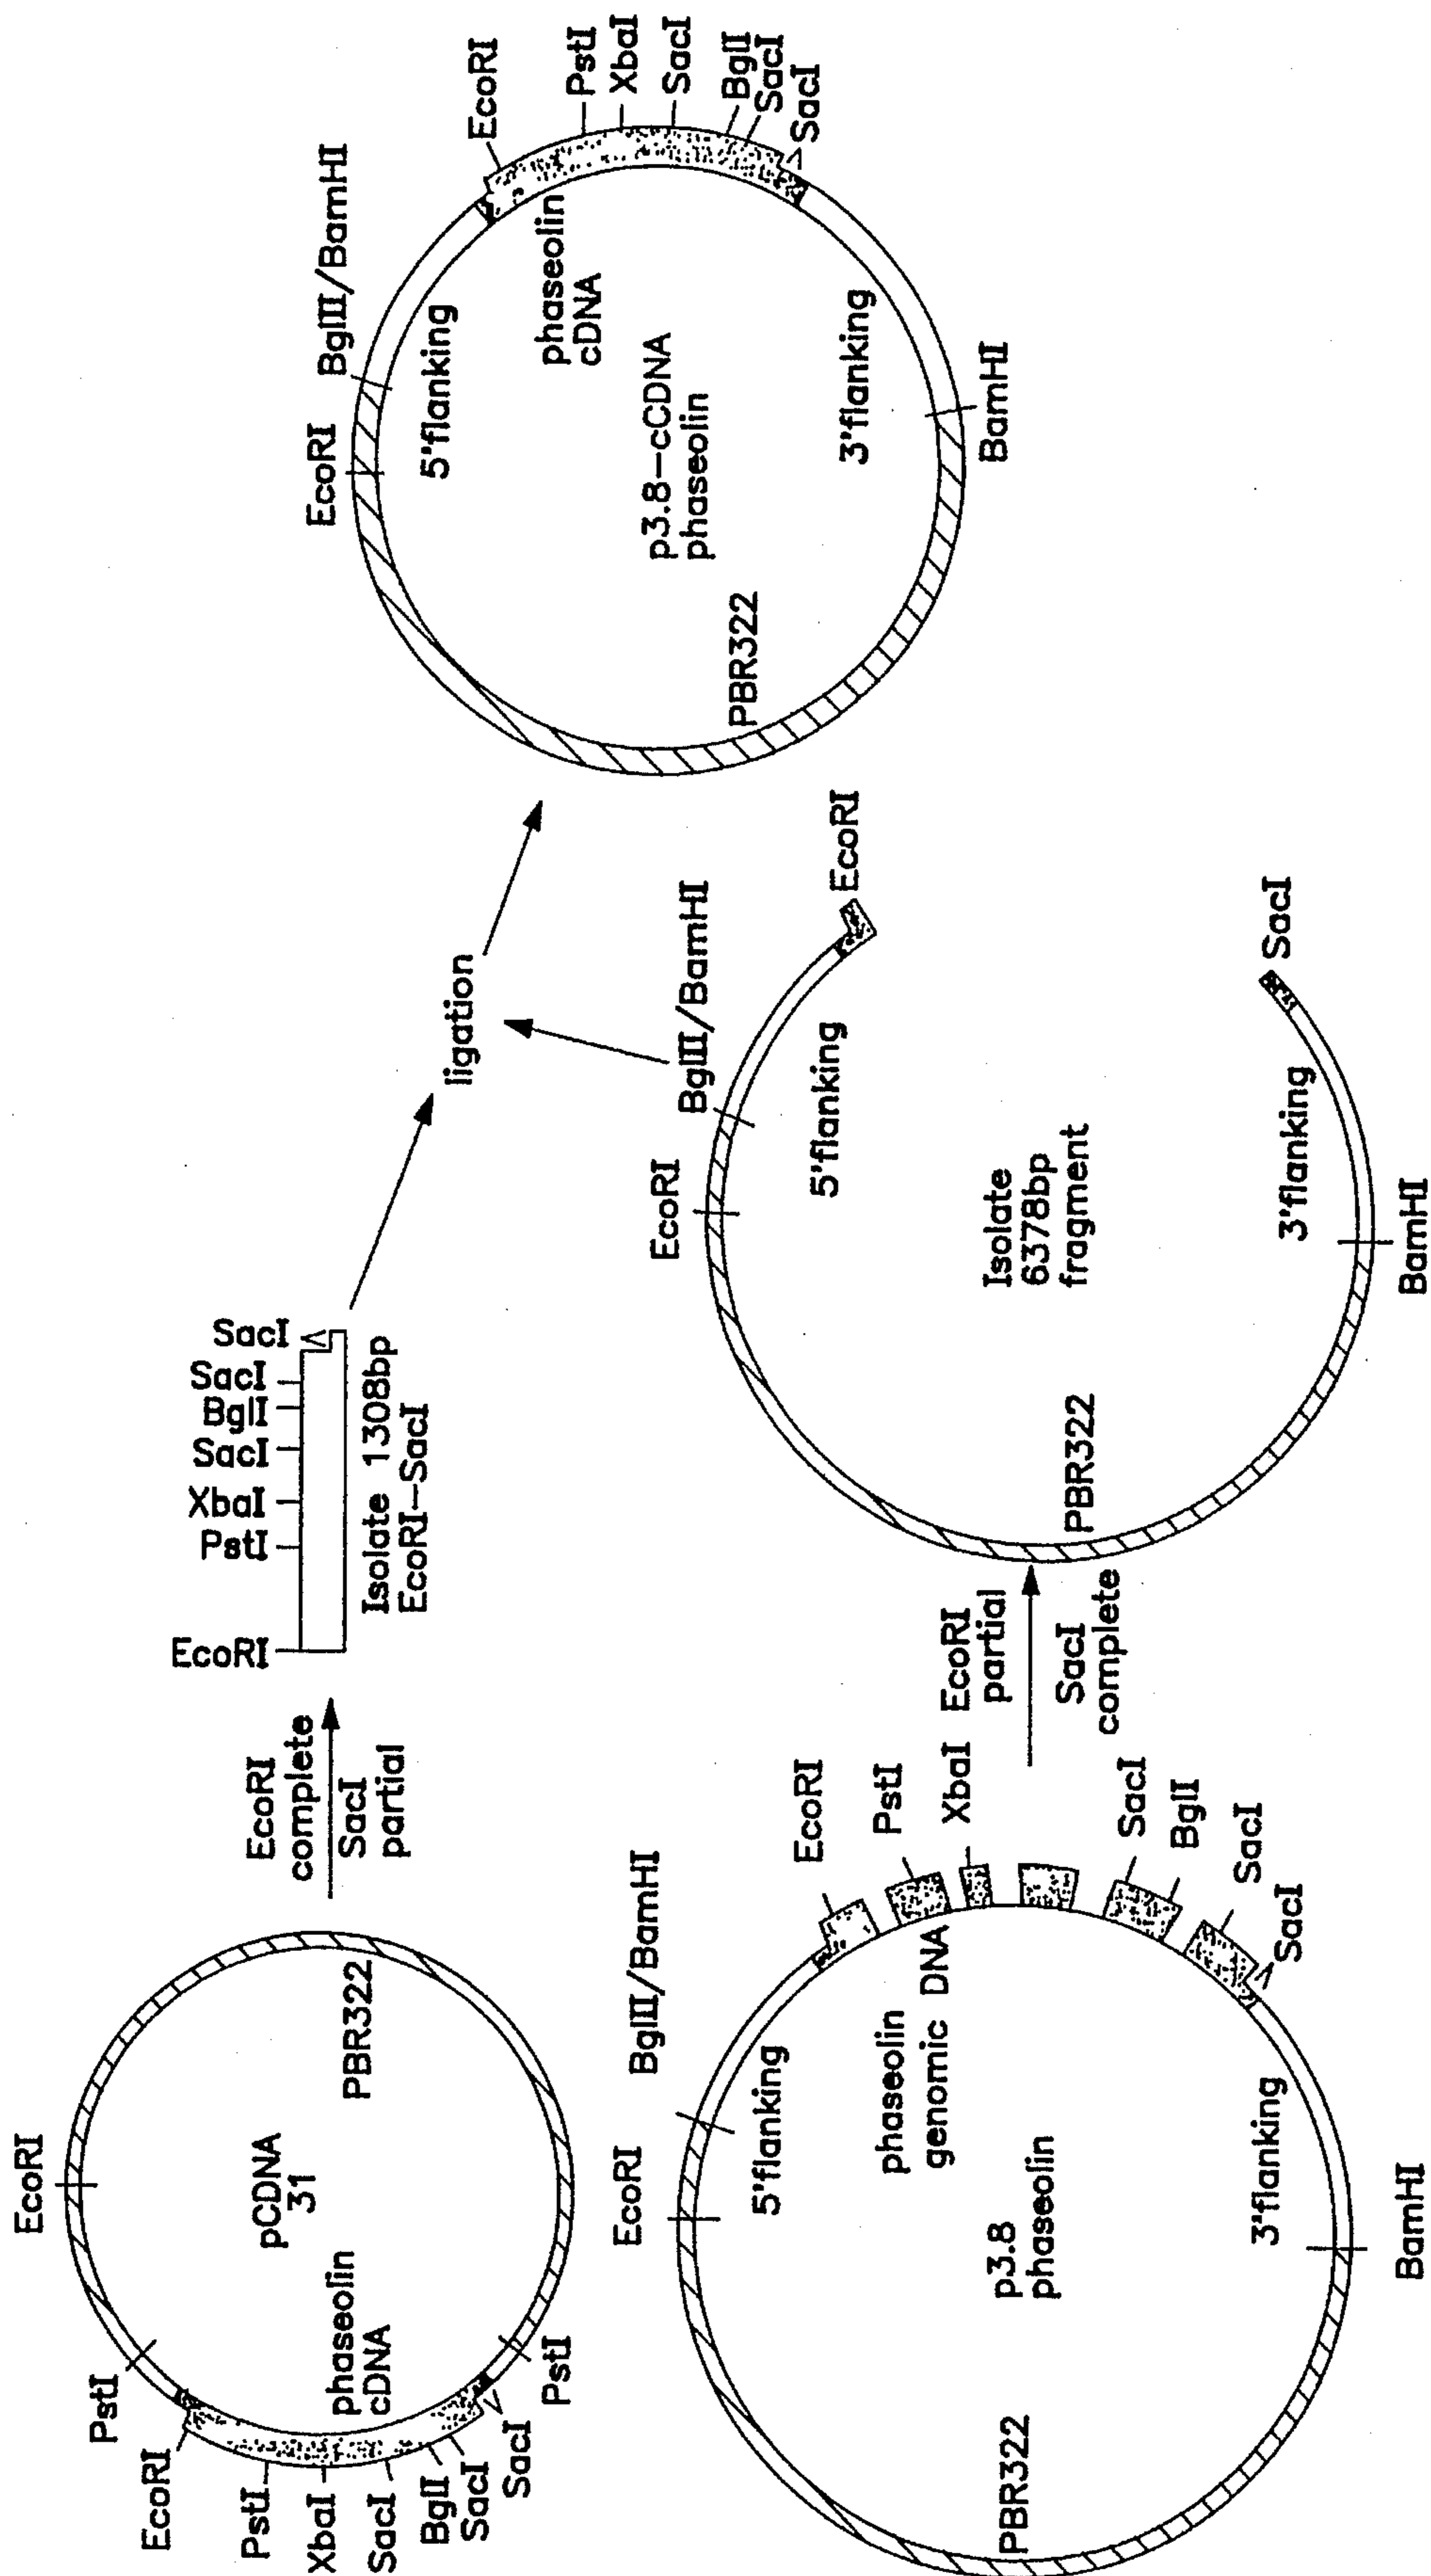 EcoRI
PstI
EcoRI
PstI
XbaI
SacI
BglI
SacI
SacI
PstI
phaseolin
cDNA
pCDNA
31
PBR322
EcoRI
complete
SacI
partial
EcoRI
PstI
XbaI
SacI
BglI
SacI
SacI
Isolate 1308bp
EcoRI-SacI
ligation
BglII/BamHI
EcoRI
5'flanking
EcoRI
PstI
XbaI
SacI
BglI
SacI
SacI
phaseolin
genomic DNA
p3.8
phaseolin
PBR322
3'flanking
BamHI
EcoRI
partial
SacI
complete
EcoRI
BglII/BamHI
5'flanking
EcoRI
Isolate
6378bp
fragment
PBR322
3'flanking
SacI
BamHI
EcoRI
BglII/BamHI
5'flanking
EcoRI
PstI
XbaI
SacI
BglI
SacI
SacI
phaseolin
cDNA
p3.8-cCDNA
phaseolin
PBR322
3'flanking
BamHI